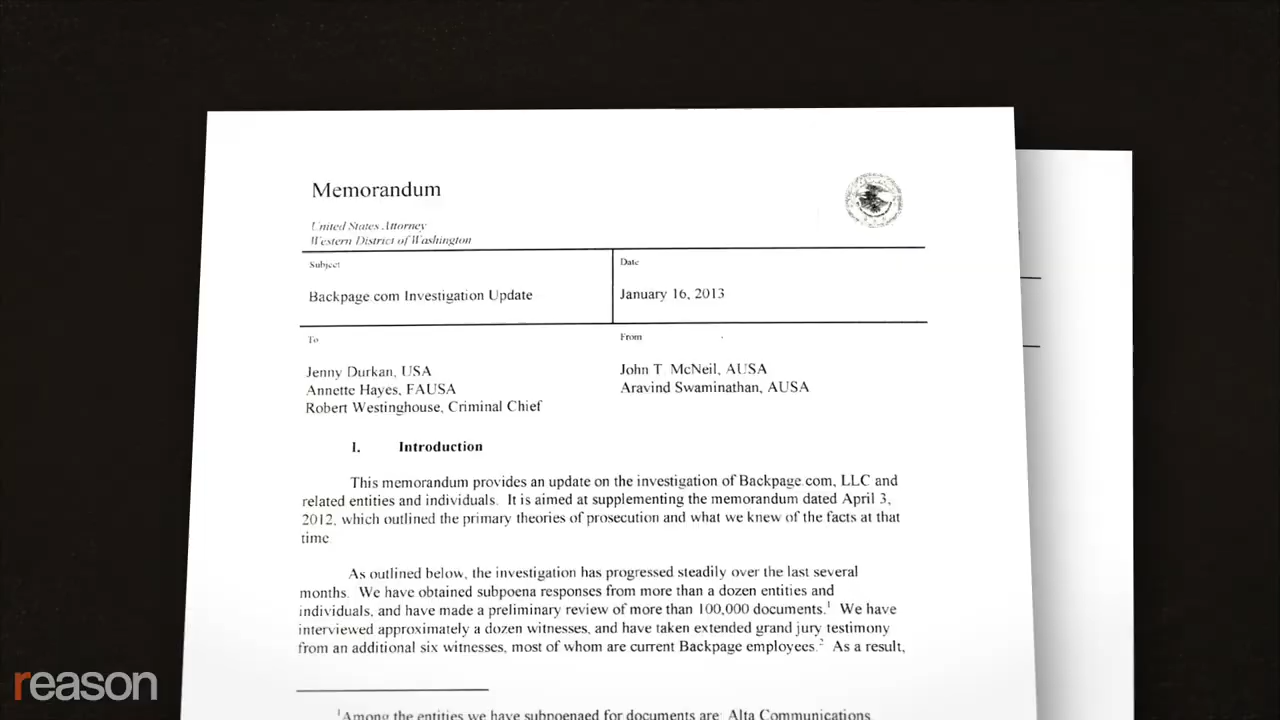 Memorandum
United States Attorney
Western District of Washington
Subject
Date
Backpage com Investigation Update
January 16, 2013
To
From
Jenny Durkan, USA
Annette Hayes, FAUSA
Robert Westinghouse, Criminal Chief
John T McNeil, AUSA
Aravind Swaminathan, AUSA
I. Introduction
This memorandum provides an update on the investigation of Backpage com, LLC and
related entities and individuals. It is aimed at supplementing the memorandum dated April 3,
2012, which outlined the primary theories of prosecution and what we knew of the facts at that
time
As outlined below, the investigation has progressed steadily over the last several
months. We have obtained subpoena responses from more than a dozen entities and
individuals, and have made a preliminary review of more than 100,000 documents.¹ We have
interviewed approximately a dozen witnesses, and have taken extended grand jury testimony
from an additional six witnesses, most of whom are current Backpage employees.² As a result,
¹Among the entities we have subpoenaed for documents are Alta Communications,
reason